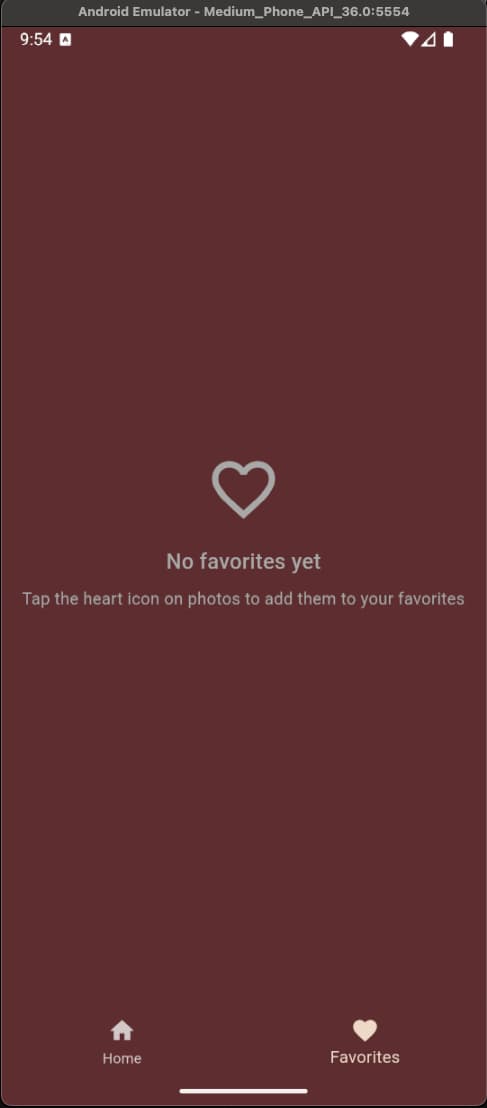 Android Emulator - Medium_Phone_API_36.0:5554
9:54
No favorites yet
Tap the heart icon on photos to add them to your favorites
Home
Favorites